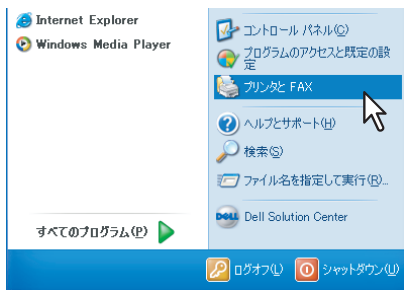 Internet Explorer
Windows Media Player
すべてのプログラム(P)
コントロール パネル(C)
プログラムのアクセスと既定の設
定
プリンタと FAX
ヘルプとサポート(H)
検索(S)
ファイル名を指定して実行(R)...
DELL Dell Solution Center
ログオフ(L) シャットダウン(U)